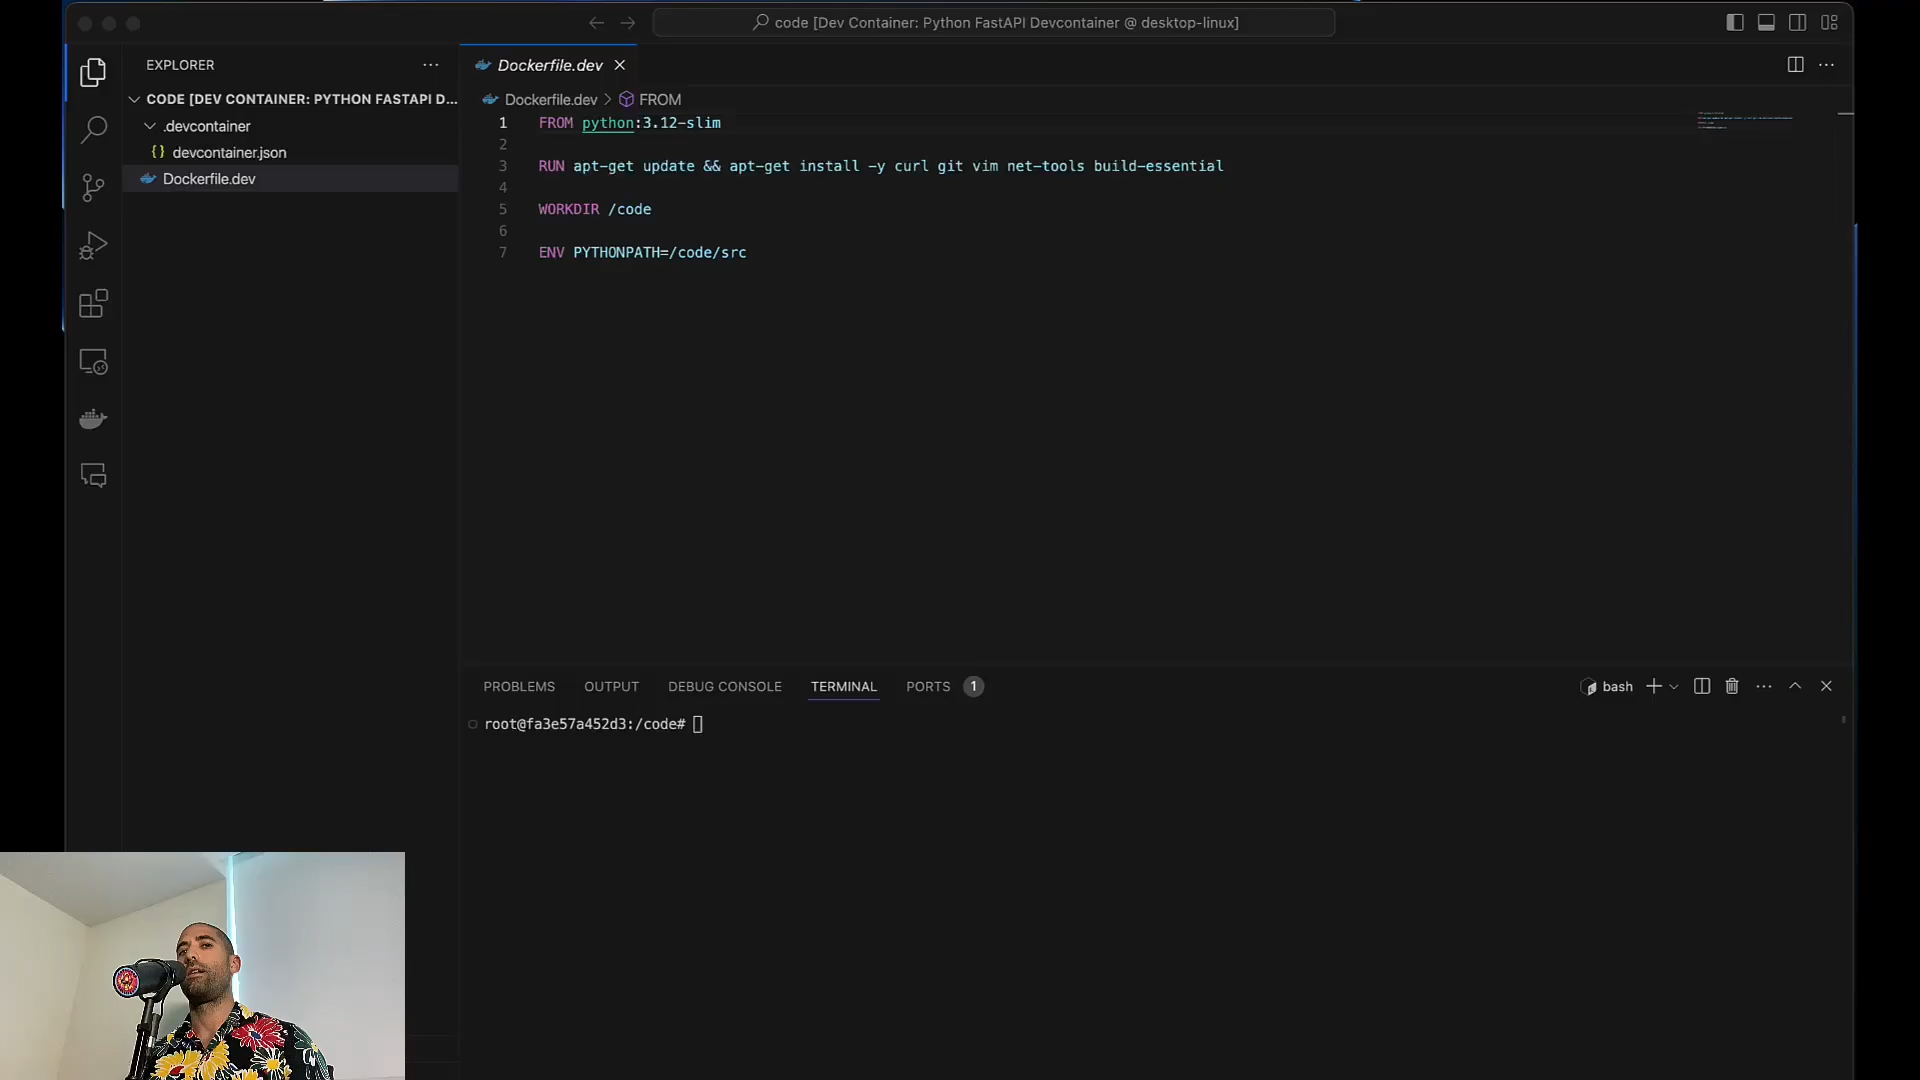 code [Dev Container: Python FastAPI Devcontainer @ desktop-linux]
EXPLORER
CODE [DEV CONTAINER: PYTHON FASTAPI D...
.devcontainer
{} devcontainer.json
Dockerfile.dev
Dockerfile.dev
Dockerfile.dev > FROM
1 FROM python:3.12-slim
2
3 RUN apt-get update && apt-get install -y curl git vim net-tools build-essential
4
5 WORKDIR /code
6
7 ENV PYTHONPATH=/code/src
PROBLEMS OUTPUT DEBUG CONSOLE TERMINAL PORTS 1
bash
root@fa3e57a452d3:/code#